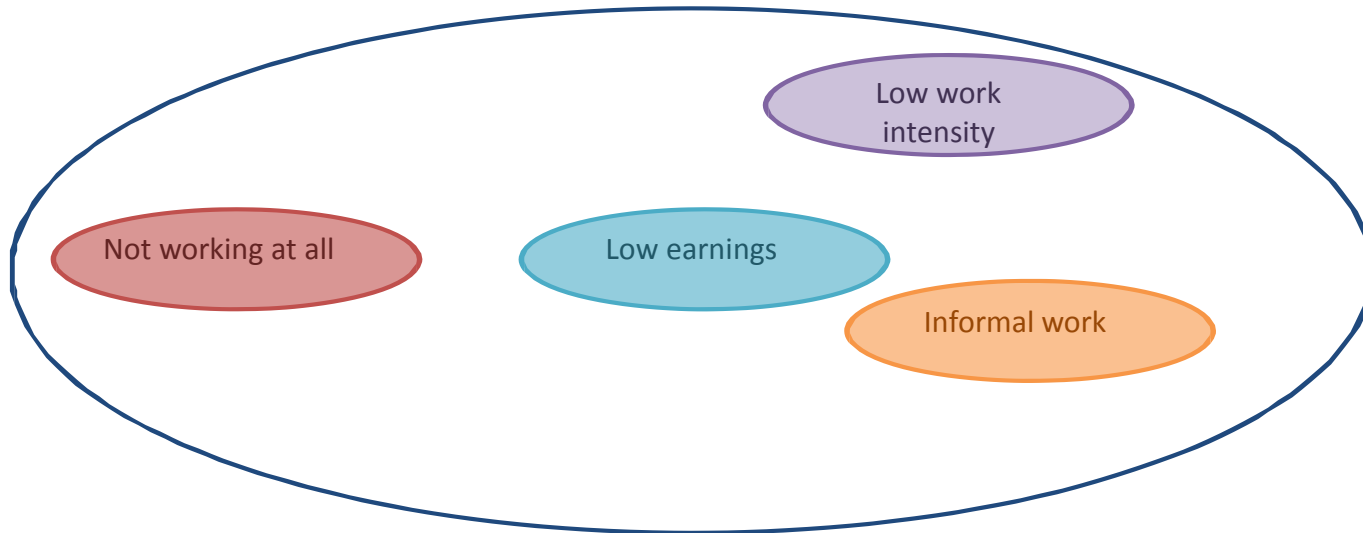 Low work
intensity
Not working at all
Low earnings
Informal work